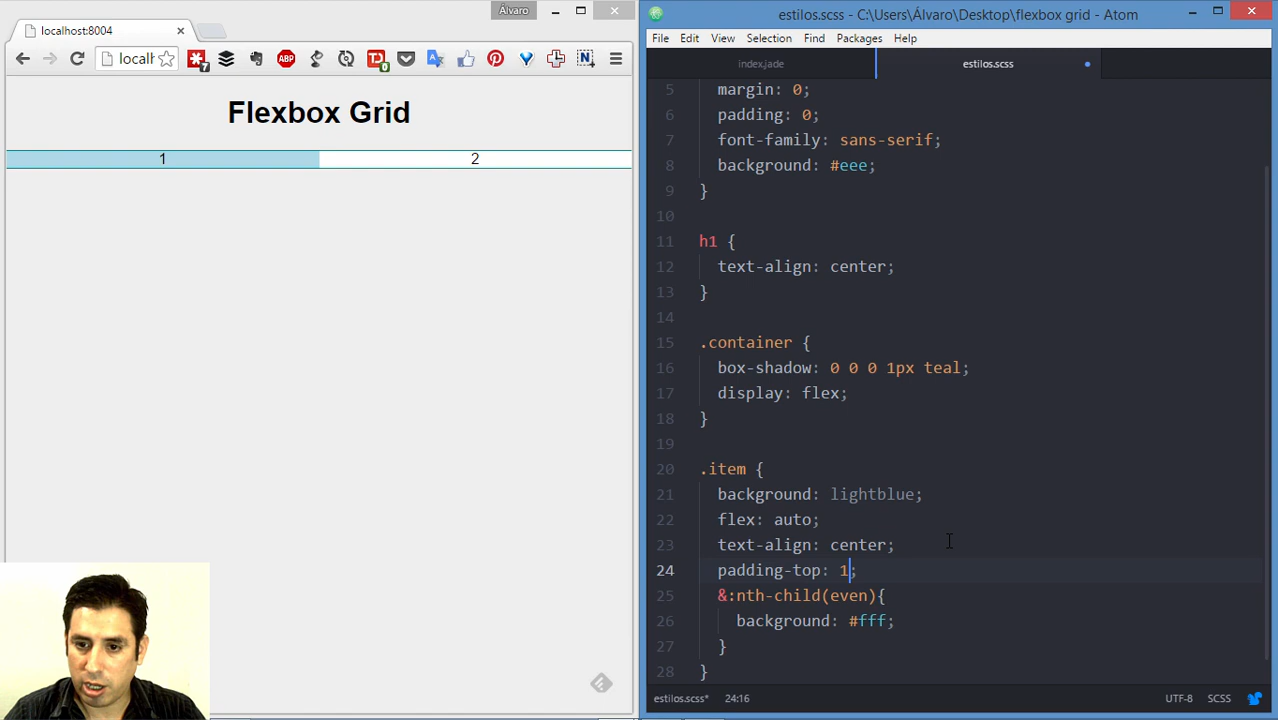 Álvaro
localhost:8004
localh
7
ABP
TD
0
N
Flexbox Grid
1 2
estilos.scss - C:\Users\Álvaro\Desktop\flexbox grid - Atom
File Edit View Selection Find Packages Help
index.jade estilos.scss
5 margin: 0;
6 padding: 0;
7 font-family: sans-serif;
8 background: #eee;
9 }
10
11 h1 {
12 text-align: center;
13 }
14
15 .container {
16 box-shadow: 0 0 0 1px teal;
17 display: flex;
18 }
19
20 .item {
21 background: lightblue;
22 flex: auto;
23 text-align: center;
24 padding-top: 1;
25 &:nth-child(even){
26 background: #fff;
27 }
28 }
estilos.scss* 24:16 UTF-8 SCSS